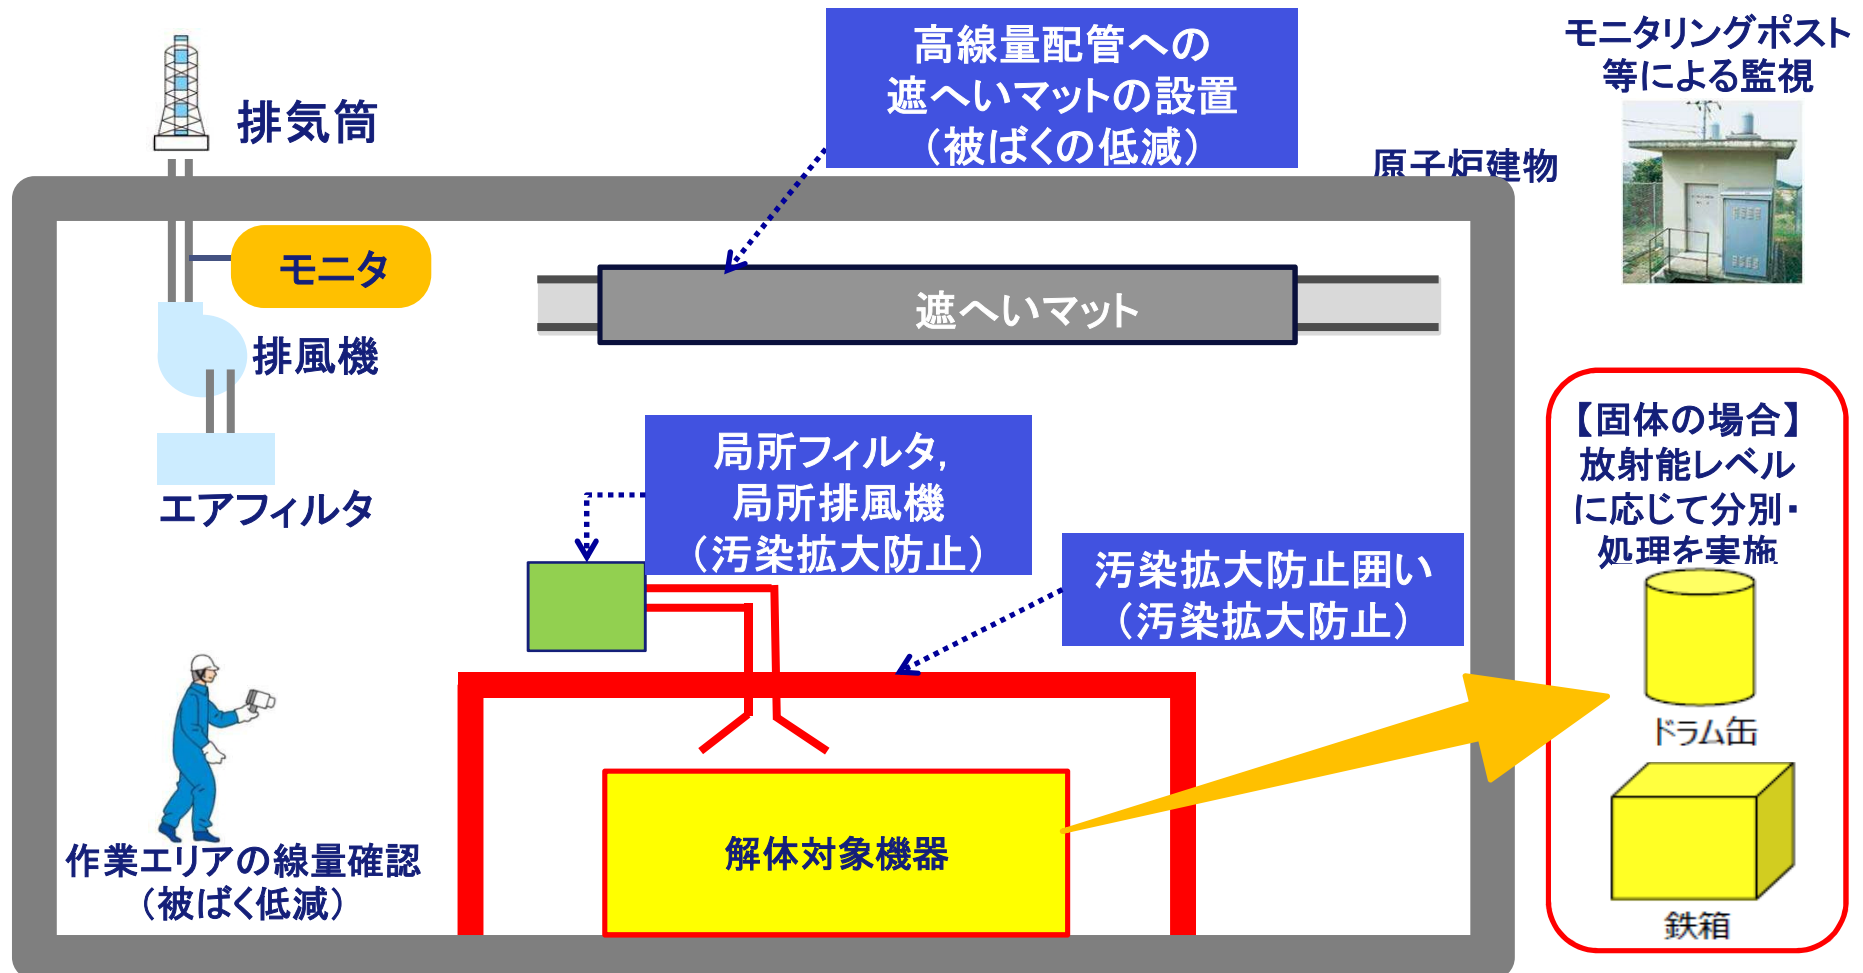 高線量配管への
遮へいマットの設置
（被ばくの低減）
モニタリングポスト
等による監視
排気筒
原子炉建物
モニタ
遮へいマット
排風機
エアフィルタ
局所フィルタ，
局所排風機
（汚染拡大防止）
汚染拡大防止囲い
（汚染拡大防止）
【固体の場合】
放射能レベル
に応じて分別・
処理を実施
ドラム缶
鉄箱
解体対象機器
作業エリアの線量確認
（被ばく低減）